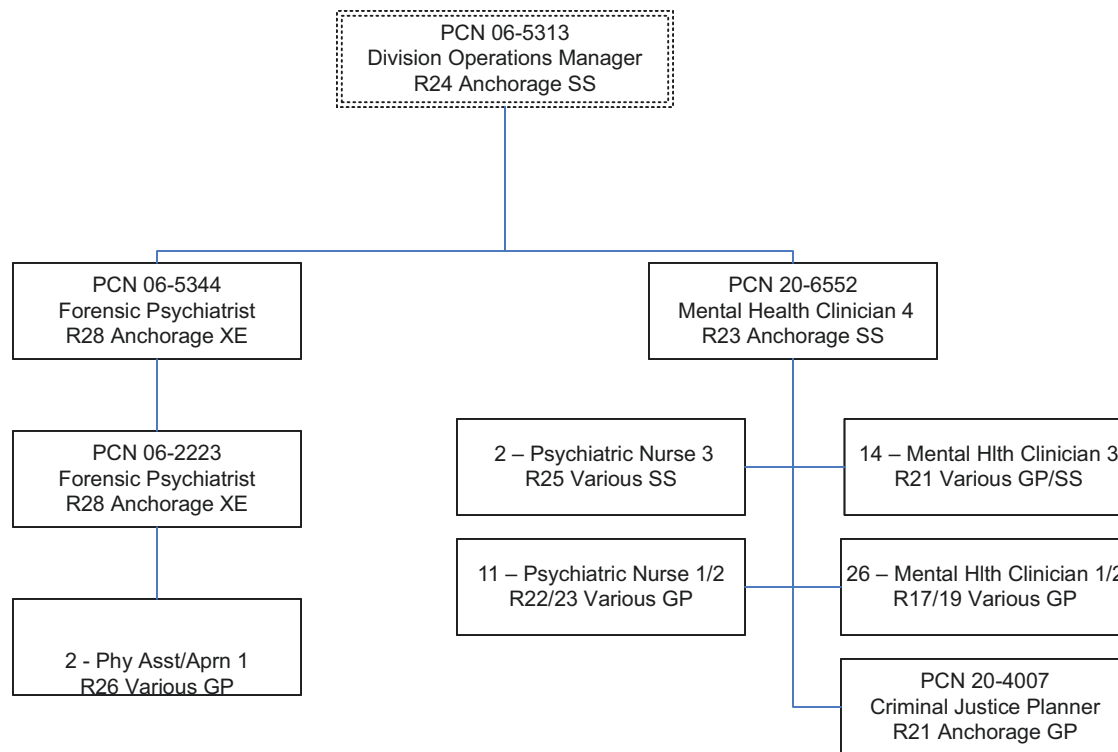 PCN 06-5313
Division Operations Manager
R24 Anchorage SS
PCN 06-5344
Forensic Psychiatrist
R28 Anchorage XE
PCN 20-6552
Mental Health Clinician 4
R23 Anchorage SS
PCN 06-2223
Forensic Psychiatrist
R28 Anchorage XE
2 – Psychiatric Nurse 3
R25 Various SS
14 – Mental Hlth Clinician 3
R21 Various GP/SS
11 – Psychiatric Nurse 1/2
R22/23 Various GP
26 – Mental Hlth Clinician 1/2
R17/19 Various GP
2 - Phy Asst/Aprn 1
R26 Various GP
PCN 20-4007
Criminal Justice Planner
R21 Anchorage GP